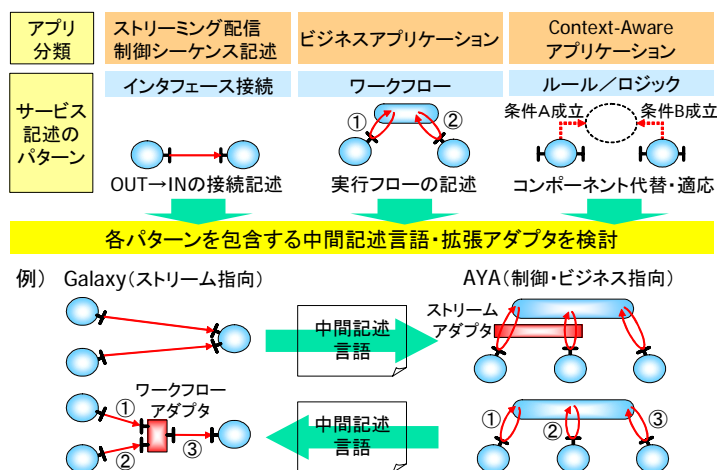 アプリ
分類
ストリーミング配信
制御シーケンス記述
ビジネスアプリケーション
Context-Aware
アプリケーション
サービス
記述の
パターン
インタフェース接続
ワークフロー
ルール／ロジック
①
②
条件A成立
条件B成立
OUT→INの接続記述
実行フローの記述
コンポーネント代替・適応
各パターンを包含する中間記述言語・拡張アダプタを検討
例） Galaxy（ストリーム指向）
AYA（制御・ビジネス指向）
中間記述
言語
ストリーム
アダプタ
①
ワークフロー
アダプタ
②
③
中間記述
言語
①
②
③